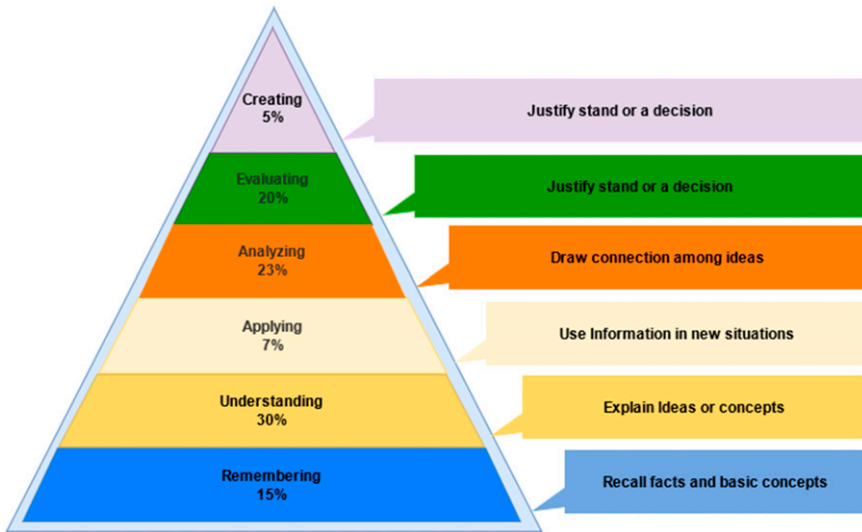 Creating
5%
Justify stand or a decision
Evaluating
20%
Justify stand or a decision
Analyzing
23%
Draw connection among ideas
Applying
7%
Use Information in new situations
Understanding
30%
Explain Ideas or concepts
Remembering
15%
Recall facts and basic concepts